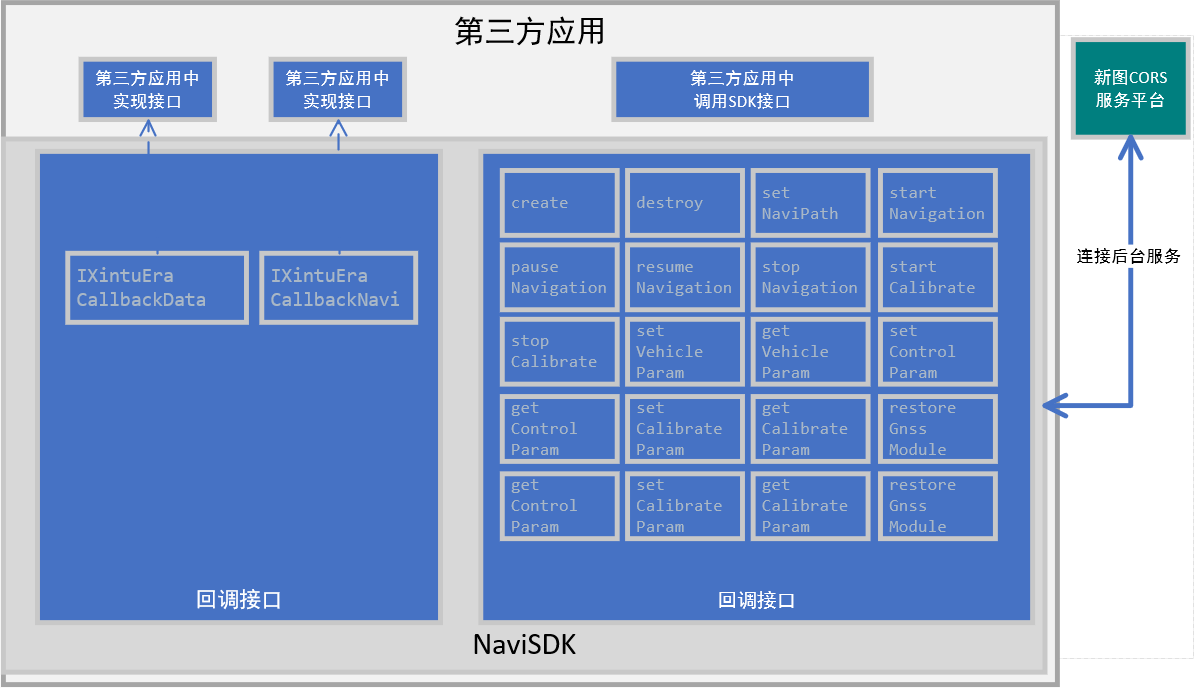 第三方应用
第三方应用中
实现接口
第三方应用中
实现接口
第三方应用中
调用SDK接口
新图CORS
服务平台
连接后台服务
IXintuEra
CallbackData
IXintuEra
CallbackNavi
回调接口
create
destroy
set
NaviPath
start
Navigation
pause
Navigation
resume
Navigation
stop
Navigation
start
Calibrate
stop
Calibrate
set
Vehicle
Param
get
Vehicle
Param
set
Control
Param
get
Control
Param
set
Calibrate
Param
get
Calibrate
Param
restore
Gnss
Module
get
Control
Param
set
Calibrate
Param
get
Calibrate
Param
restore
Gnss
Module
回调接口
NaviSDK